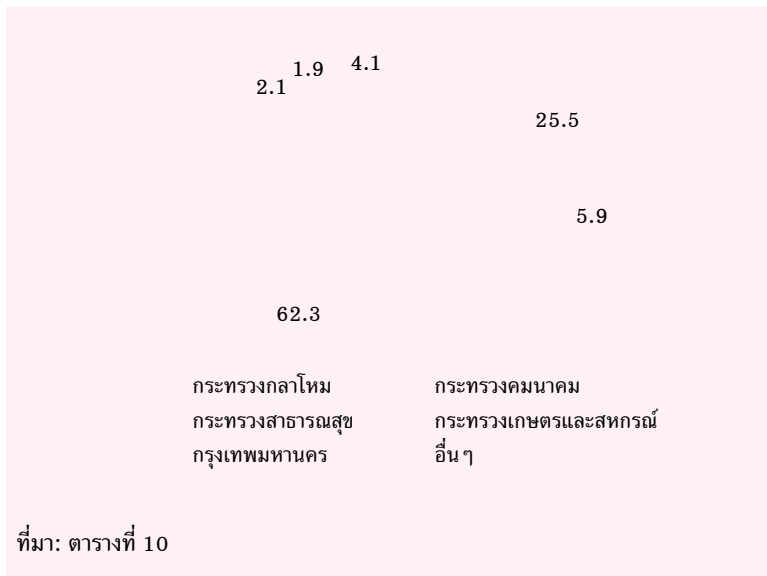 1.9 4.1
2.1
25.5
5.9
62.3
กระทรวงกลาโหม กระทรวงคมนาคม
กระทรวงสาธารณสุข กระทรวงเกษตรและสหกรณ์
กรุงเทพมหานคร อื่น ๆ
ที่มา: ตารางที่ 10